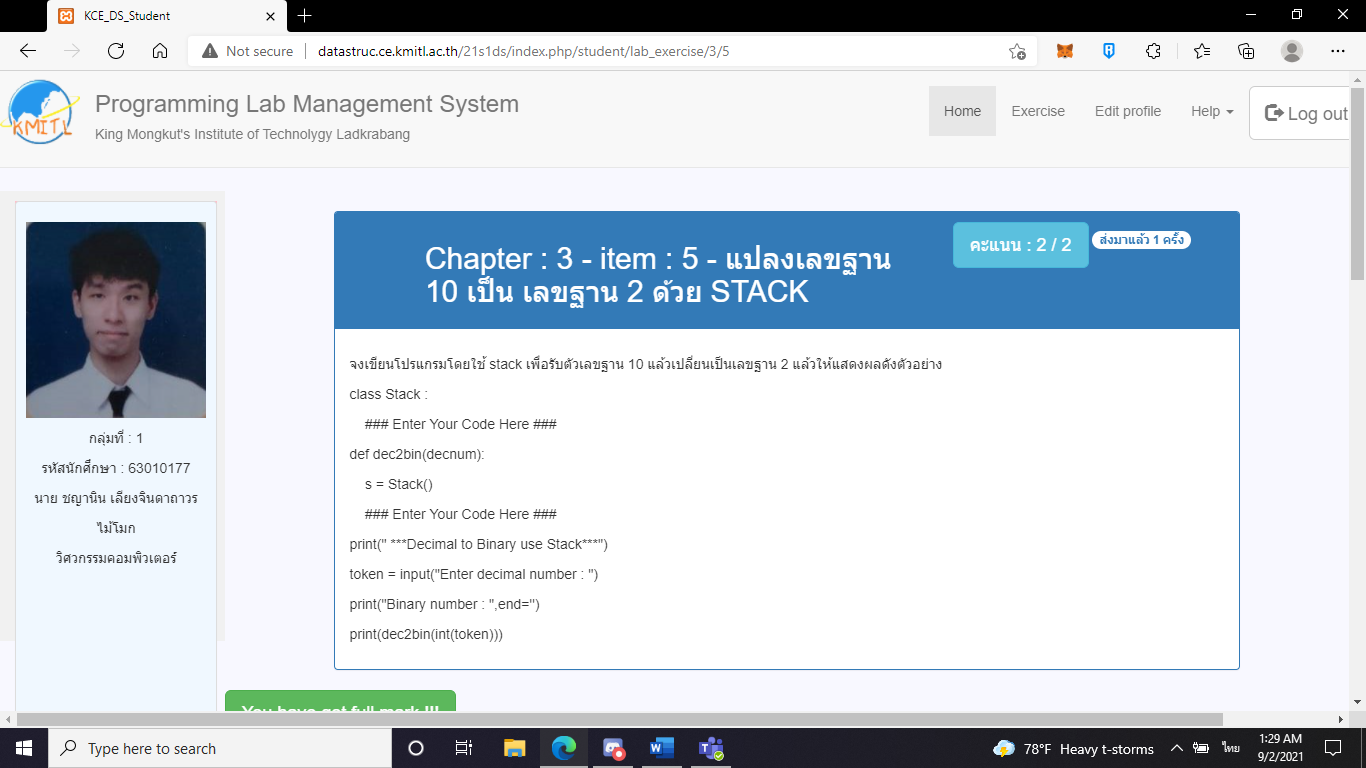 KCE_DS_Student
Not secure
datastruc.ce.kmitl.ac.th/21s1ds/index.php/student/lab_exercise/3/5
KMITL
Programming Lab Management System
King Mongkut's Institute of Technolygy Ladkrabang
Home
Exercise
Edit profile
Help
Log out
กลุ่มที่ : 1
รหัสนักศึกษา : 63010177
นาย ชญานิน เลียงจินดาถาวร
ไม้โมก
วิศวกรรมคอมพิวเตอร์
Chapter : 3 - item : 5 - แปลงเลขฐาน
10 เป็น เลขฐาน 2 ด้วย STACK
คะแนน : 2 / 2
ส่งมาแล้ว 1 ครั้ง
จงเขียนโปรแกรมโดยใช้ stack เพื่อรับตัวเลขฐาน 10 แล้วเปลี่ยนเป็นเลขฐาน 2 แล้วให้แสดงผลดังตัวอย่าง
class Stack :
### Enter Your Code Here ###
def dec2bin(decnum):
s = Stack()
### Enter Your Code Here ###
print(" ***Decimal to Binary use Stack***")
token = input("Enter decimal number : ")
print("Binary number : ",end='')
print(dec2bin(int(token)))
You have got full mark !!!
Type here to search
78°F Heavy t-storms
ไทย
1:29 AM
9/2/2021